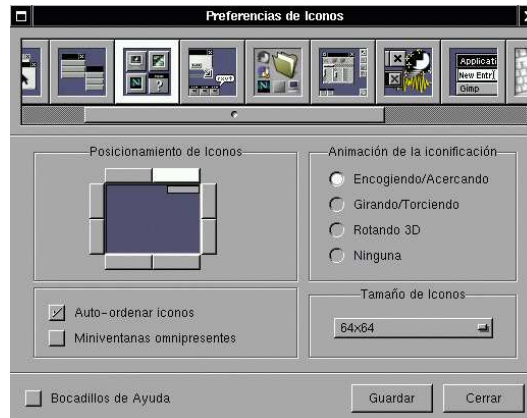 Preferencias de Iconos
rxvt
Applicati
New Entr
Gimp
Posicionamiento de Iconos
Animación de la iconificación
Encogiendo/Acercando
Girando/Torciendo
Rotando 3D
Ninguna
Auto-ordenar iconos
Miniventanas omnipresentes
Tamaño de Iconos
64x64
Bocadillos de Ayuda
Guardar
Cerrar